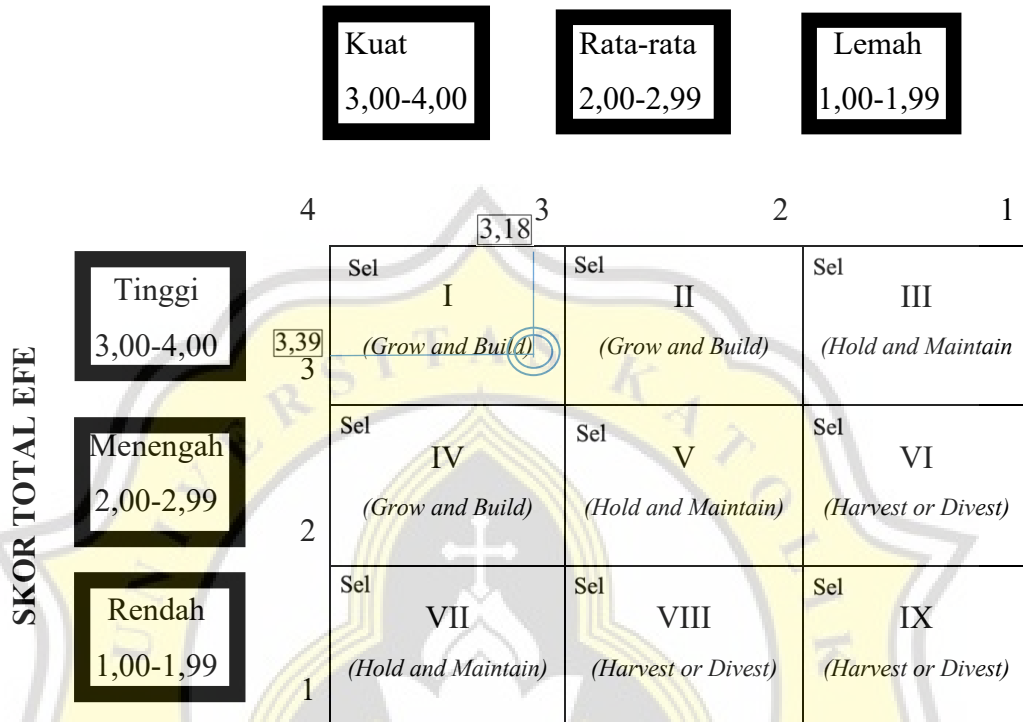 Kuat
3,00-4,00
Rata-rata
2,00-2,99
Lemah
1,00-1,99
4
3
2
1
3,18
SKOR TOTAL EFE
Tinggi
3,00-4,00
3,39
3
Sel
I
(Grow and Build)
Sel
II
(Grow and Build)
Sel
III
(Hold and Maintain
Menengah
2,00-2,99
2
Sel
IV
(Grow and Build)
Sel
V
(Hold and Maintain)
Sel
VI
(Harvest or Divest)
Rendah
1,00-1,99
1
Sel
VII
(Hold and Maintain)
Sel
VIII
(Harvest or Divest)
Sel
IX
(Harvest or Divest)
UNIVERSITAS KATOLIK